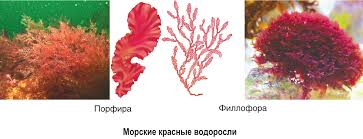 Порфира Филлофора
Морские красные водоросли